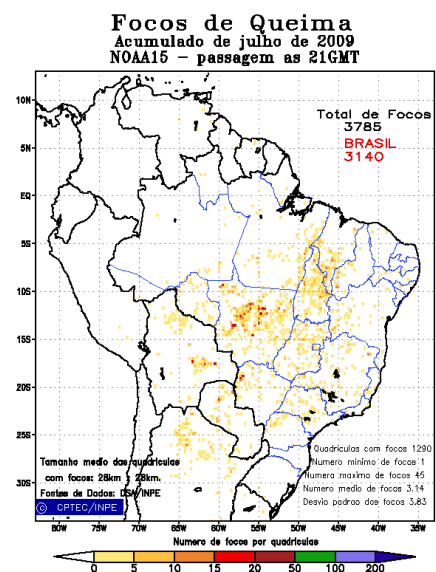 Focos de Queima
Acumulado de julho de 2009
NOAA15 – passagem as 21GMT
Total de Focos
3785
BRASIL
3140
10N
5N
EQ
5S
10S
15S
20S
25S
30S
Quadriculas com focos 1290
Numero minimo de focos 1
Numero maximo de focos 45
Numero medio de focos 3.14
Desvio padrao dos focos 3.83
Tamanho medio das quadriculas
com focos: 28km x 28km.
Fontes de Dados: DSA/INPE
© CPTEC/INPE
80W 75W 70W 65W 60W 55W 50W 45W 40W 35W
Numero de focos por quadriculas
0 5 10 15 20 50 100 200